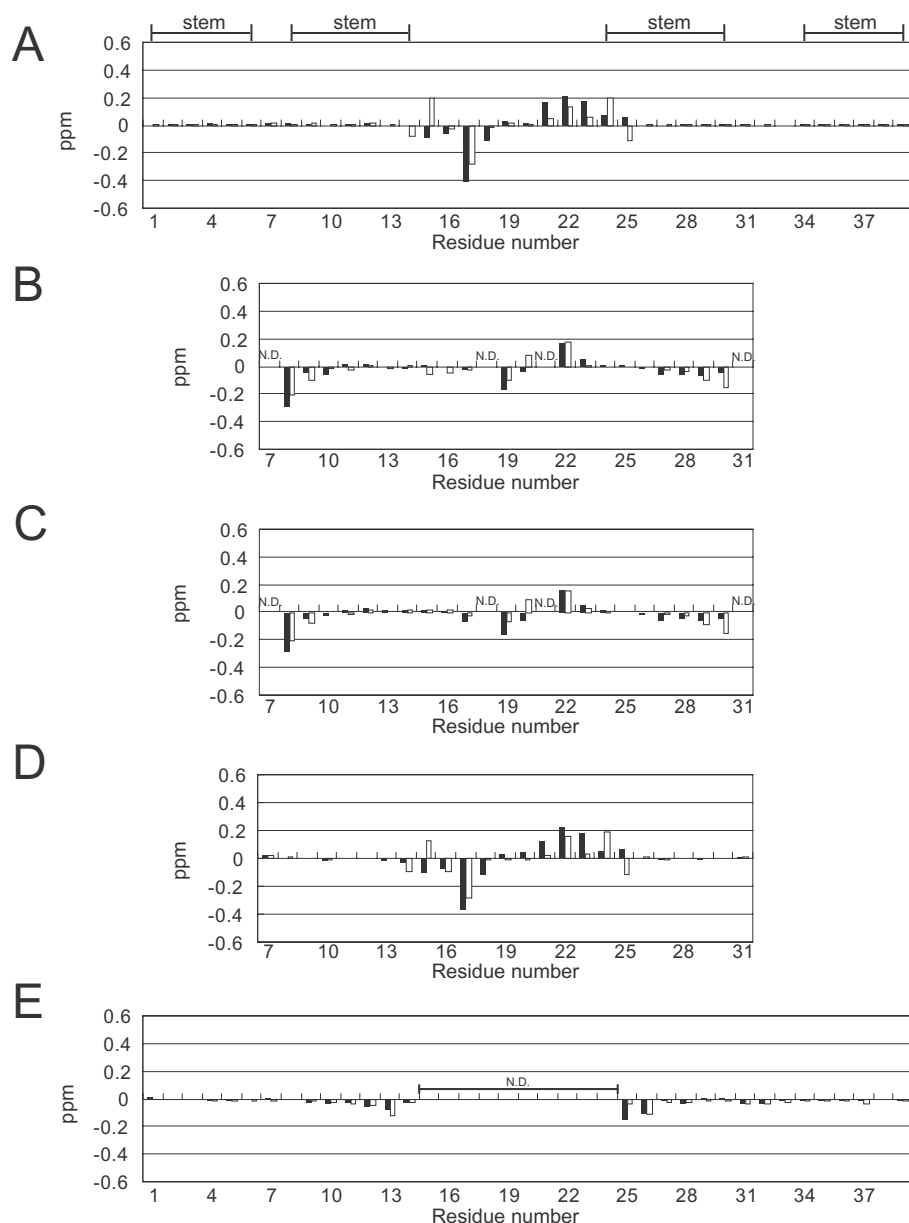 stem stem stem stem
A
0.6
0.4
0.2
0
-0.2
-0.4
-0.6
ppm
1 4 7 10 13 16 19 22 25 28 31 34 37
Residue number
B
0.6
0.4
0.2
0
-0.2
-0.4
-0.6
ppm
N.D. N.D. N.D. N.D.
7 10 13 16 19 22 25 28 31
Residue number
C
0.6
0.4
0.2
0
-0.2
-0.4
-0.6
ppm
N.D. N.D. N.D. N.D.
7 10 13 16 19 22 25 28 31
Residue number
D
0.6
0.4
0.2
0
-0.2
-0.4
-0.6
ppm
7 10 13 16 19 22 25 28 31
Residue number
E
0.6
0.4
0.2
0
-0.2
-0.4
-0.6
ppm
N.D.
1 4 7 10 13 16 19 22 25 28 31 34 37
Residue number